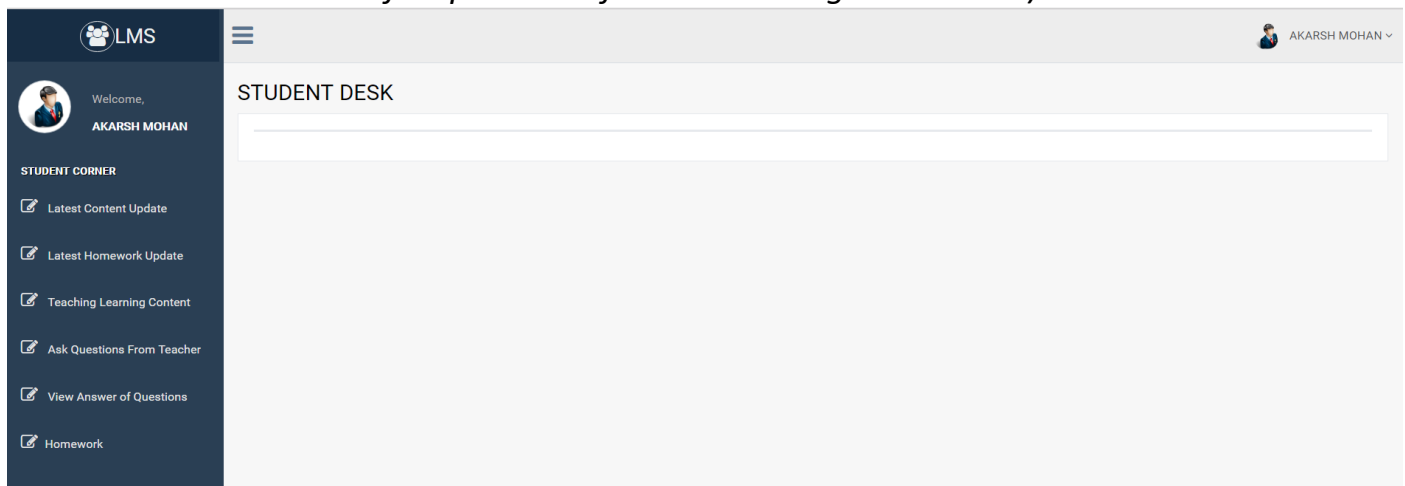 LMS
AKARSH MOHAN
Welcome,
AKARSH MOHAN
STUDENT DESK
STUDENT CORNER
Latest Content Update
Latest Homework Update
Teaching Learning Content
Ask Questions From Teacher
View Answer of Questions
Homework